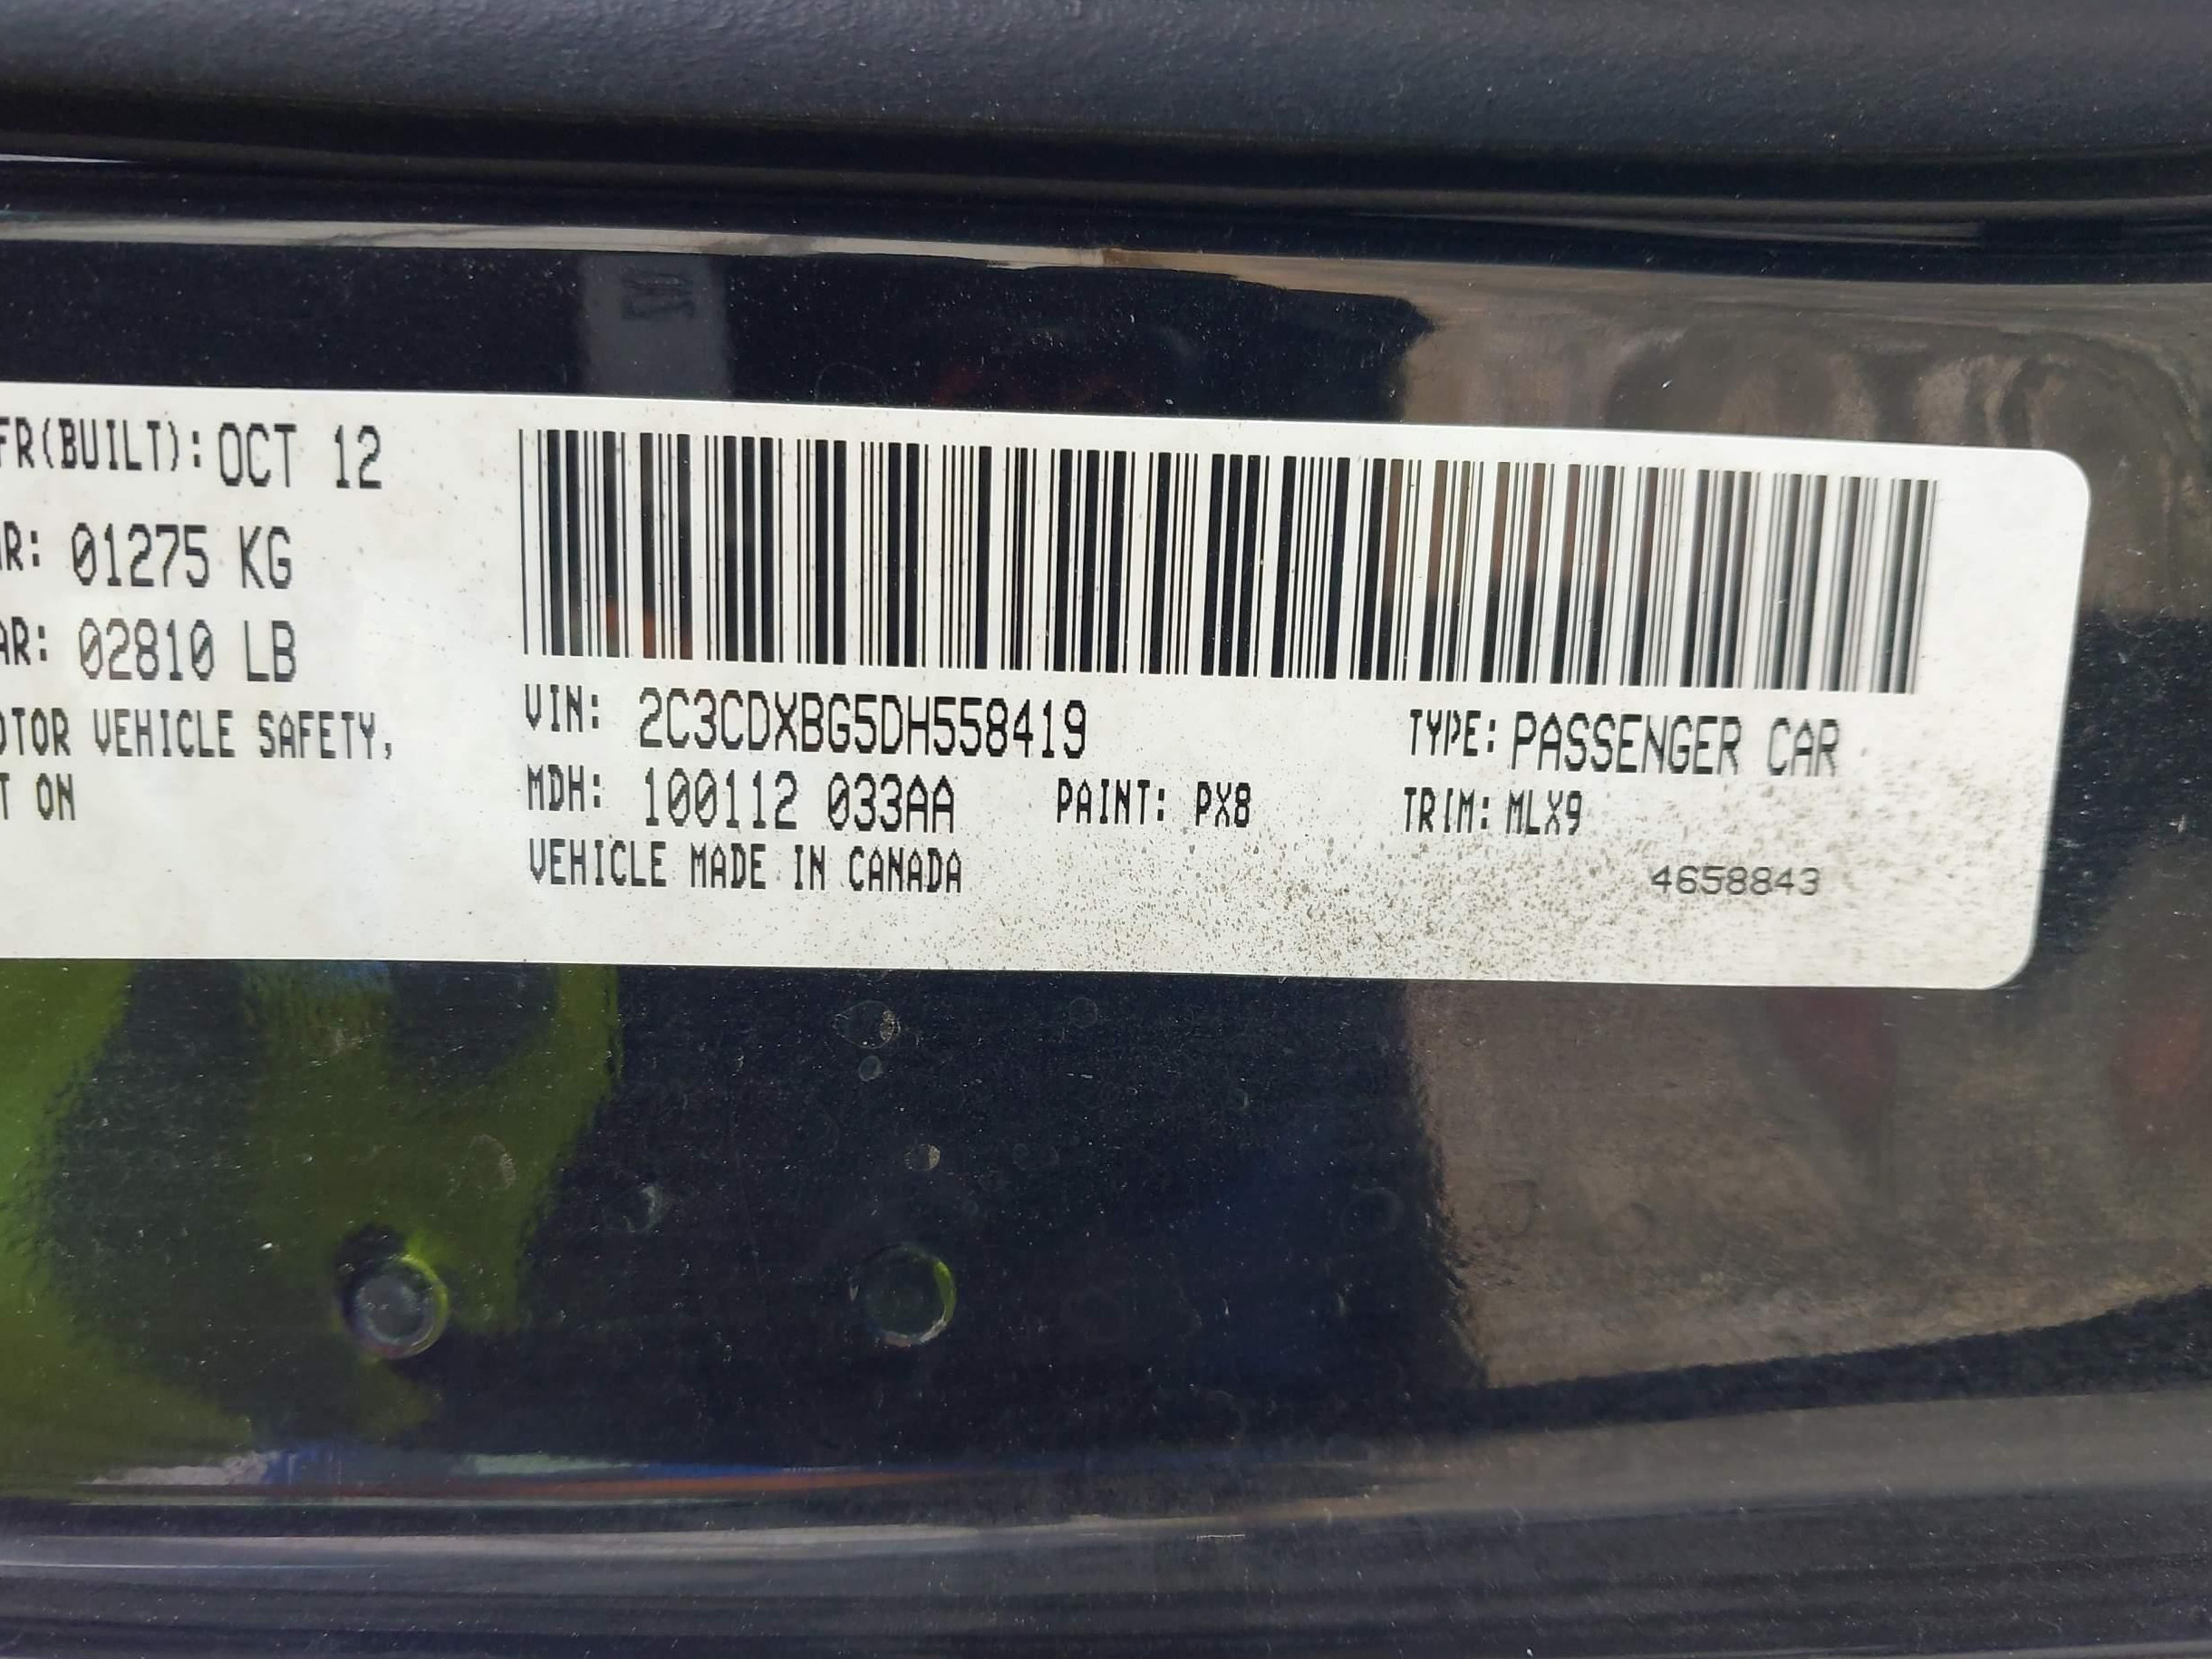 FR(BUILT): OCT 12
R: 01275 KG
AR: 02810 LB
OTOR VEHICLE SAFETY,
T ON
VIN: 2C3CDXBG5DH558419 TYPE: PASSENGER CAR
MDH: 100112 033AA PAINT: PX8 TRIM: MLX9
VEHICLE MADE IN CANADA
4658843